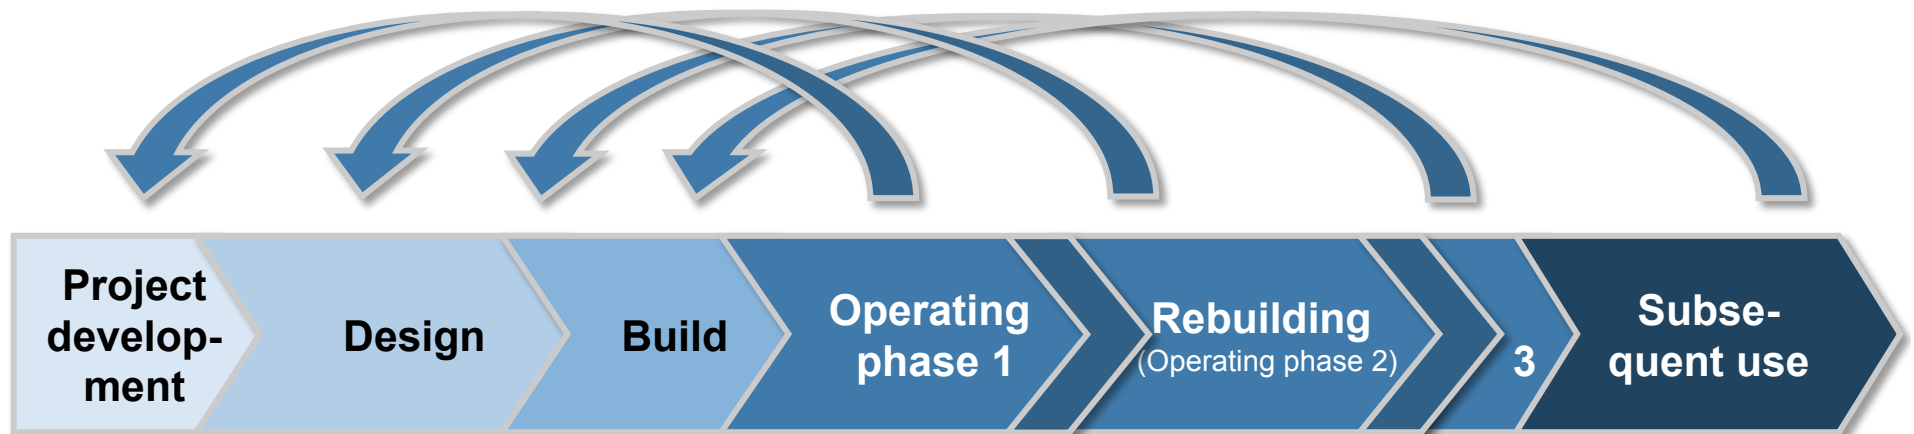 Project
develop-
ment
Design
Build
Operating
phase 1
Rebuilding
(Operating phase 2)
3
Subse-
quent use